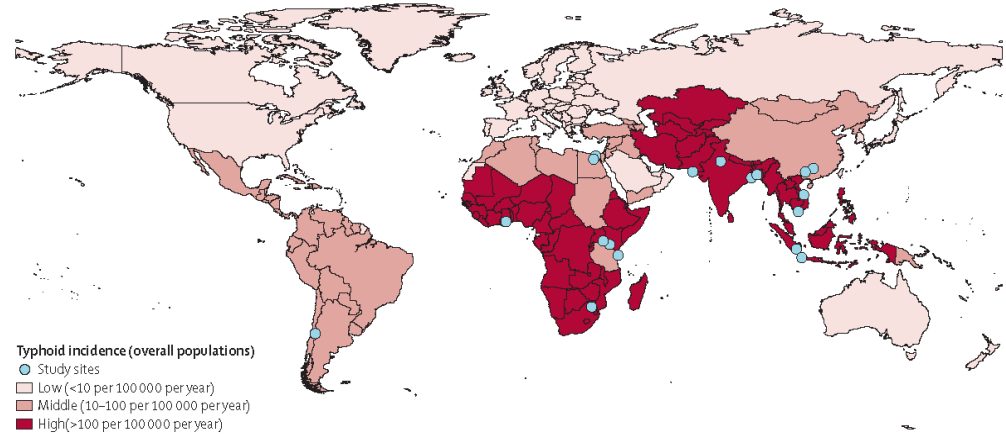 Typhoid incidence (overall populations)
Study sites
Low (<10 per 100 000 per year)
Middle (10–100 per 100 000 per year)
High(>100 per 100 000 per year)